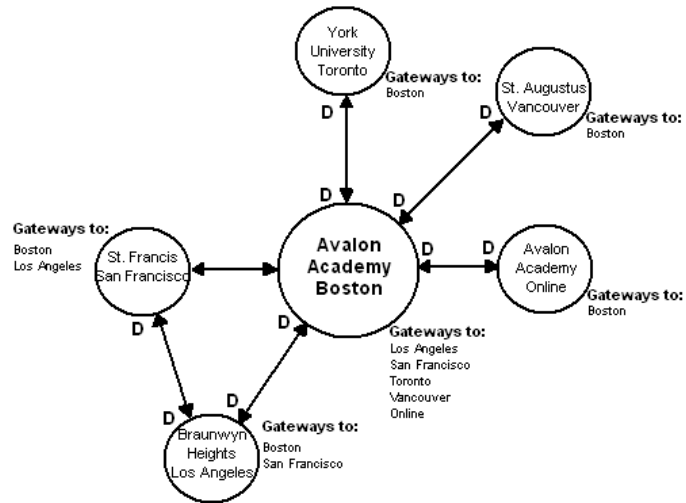 York
University
Toronto
Gateways to:
Boston
D
St. Augustus
Vancouver
Gateways to:
Boston
D
D
D
Gateways to:
Boston
Los Angeles
St. Francis
San Francisco
Avalon
Academy
Boston
D
D
Avalon
Academy
Online
Gateways to:
Boston
D
D
Gateways to:
Los Angeles
San Francisco
Toronto
Vancouver
Online
D
D
Braunwyn
Heights
Los Angeles
Gateways to:
Boston
San Francisco